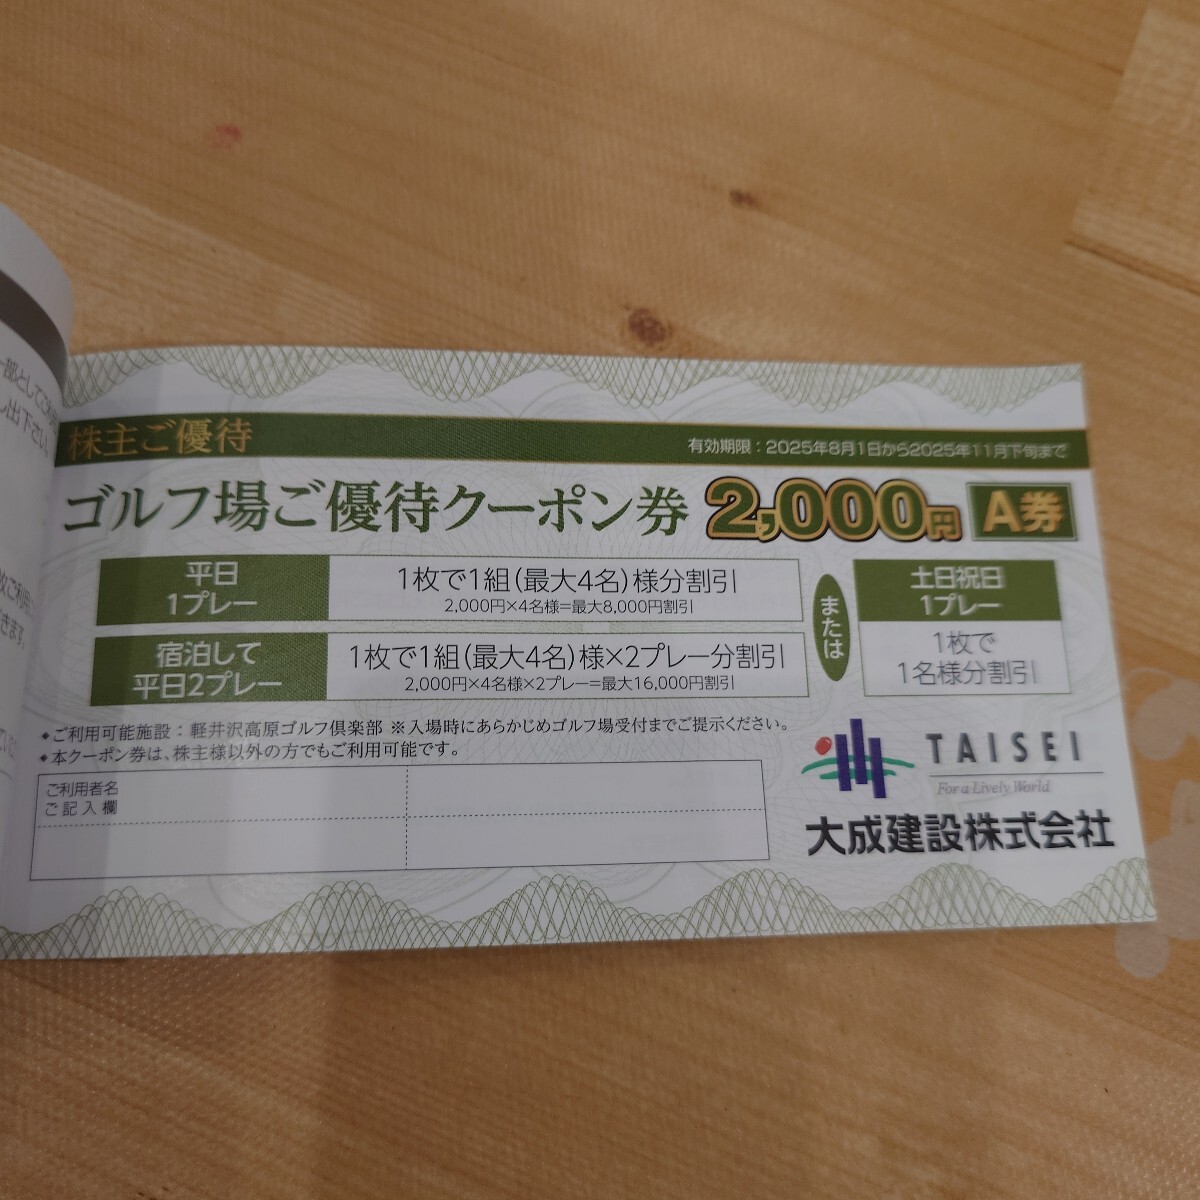 株主ご優待
有効期限：2025年8月1日から2025年11月下旬まで
ゴルフ場ご優待クーポン券 2,000円 A券
平日
1プレー
1枚で1組（最大4名）様分割引
2,000円×4名様=最大8,000円割引
宿泊して
平日2プレー
1枚で1組（最大4名）様×2プレー分割引
2,000円×4名様×2プレー=最大16,000円割引
または
土日祝日
1プレー
1枚で
1名様分割引
◆ご利用可能施設：軽井沢高原ゴルフ倶楽部 ※入場時にあらかじめゴルフ場受付までご提示ください。
◆本クーポン券は、株主様以外の方でもご利用可能です。
ご利用者名
ご記入欄
TAISEI
For a Lively World
大成建設株式会社